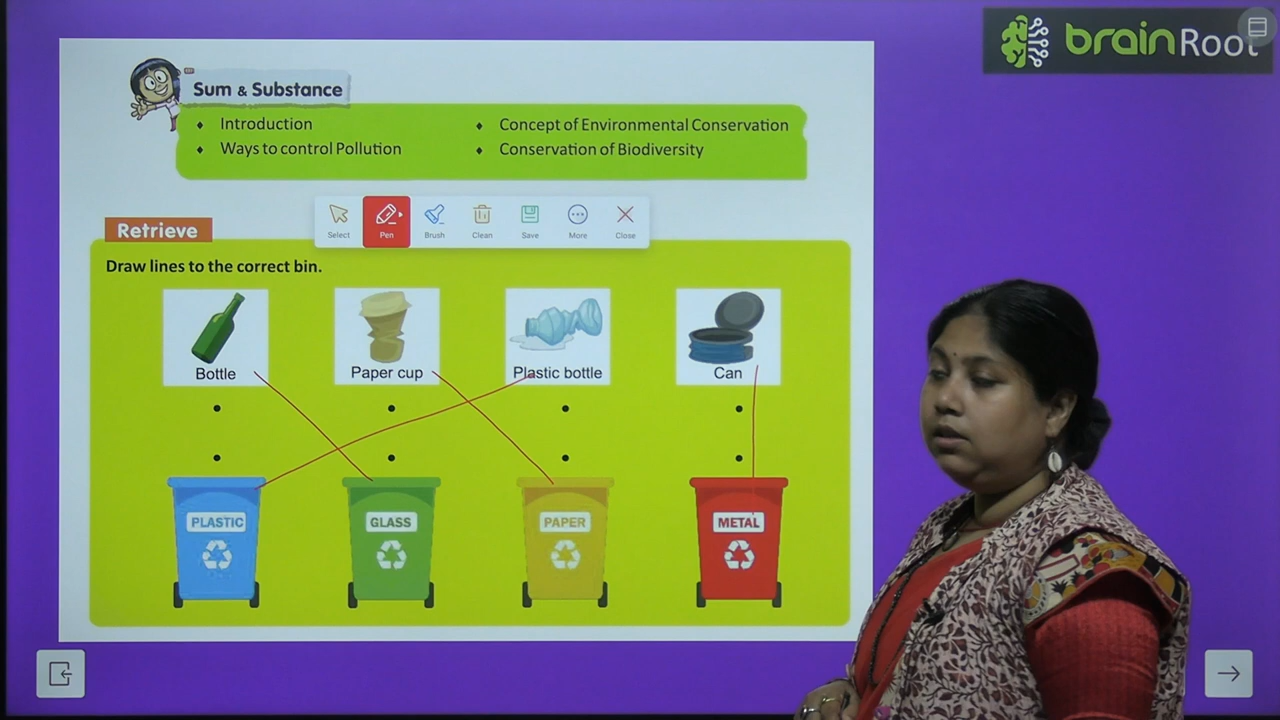 brainRoot
Sum & Substance
Introduction
Concept of Environmental Conservation
Ways to control Pollution
Conservation of Biodiversity
Select Pen Brush Clean Save More Close
Retrieve
Draw lines to the correct bin.
Bottle Paper cup Plastic bottle Can
PLASTIC GLASS PAPER METAL